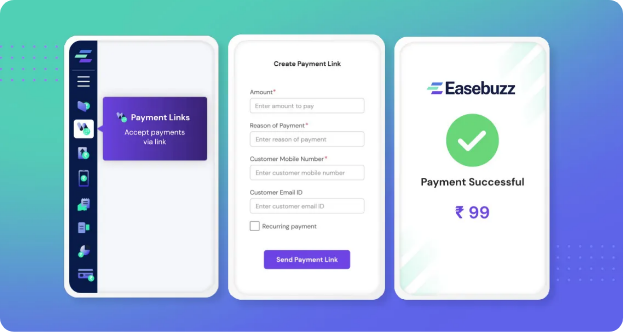 Payment Links
Accept payments
via link
Create Payment Link
Amount*
Enter amount to pay
Reason of Payment*
Enter reason of payment
Customer Mobile Number*
Enter customer mobile number
Customer Email ID
Enter customer email ID
Recurring payment
Send Payment Link
Easebuzz
Payment Successful
₹ 99